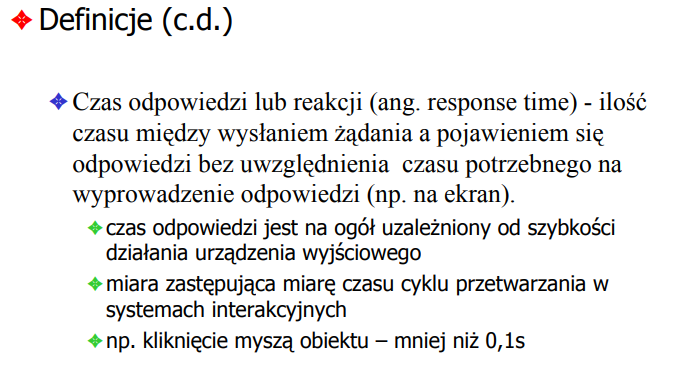 Definicje (c.d.)
Czas odpowiedzi lub reakcji (ang. response time) - ilość
czasu między wysłaniem żądania a pojawieniem się
odpowiedzi bez uwzględnienia czasu potrzebnego na
wyprowadzenie odpowiedzi (np. na ekran).
czas odpowiedzi jest na ogół uzależniony od szybkości
działania urządzenia wyjściowego
miara zastępująca miarę czasu cyklu przetwarzania w
systemach interakcyjnych
np. kliknięcie myszą obiektu – mniej niż 0,1s